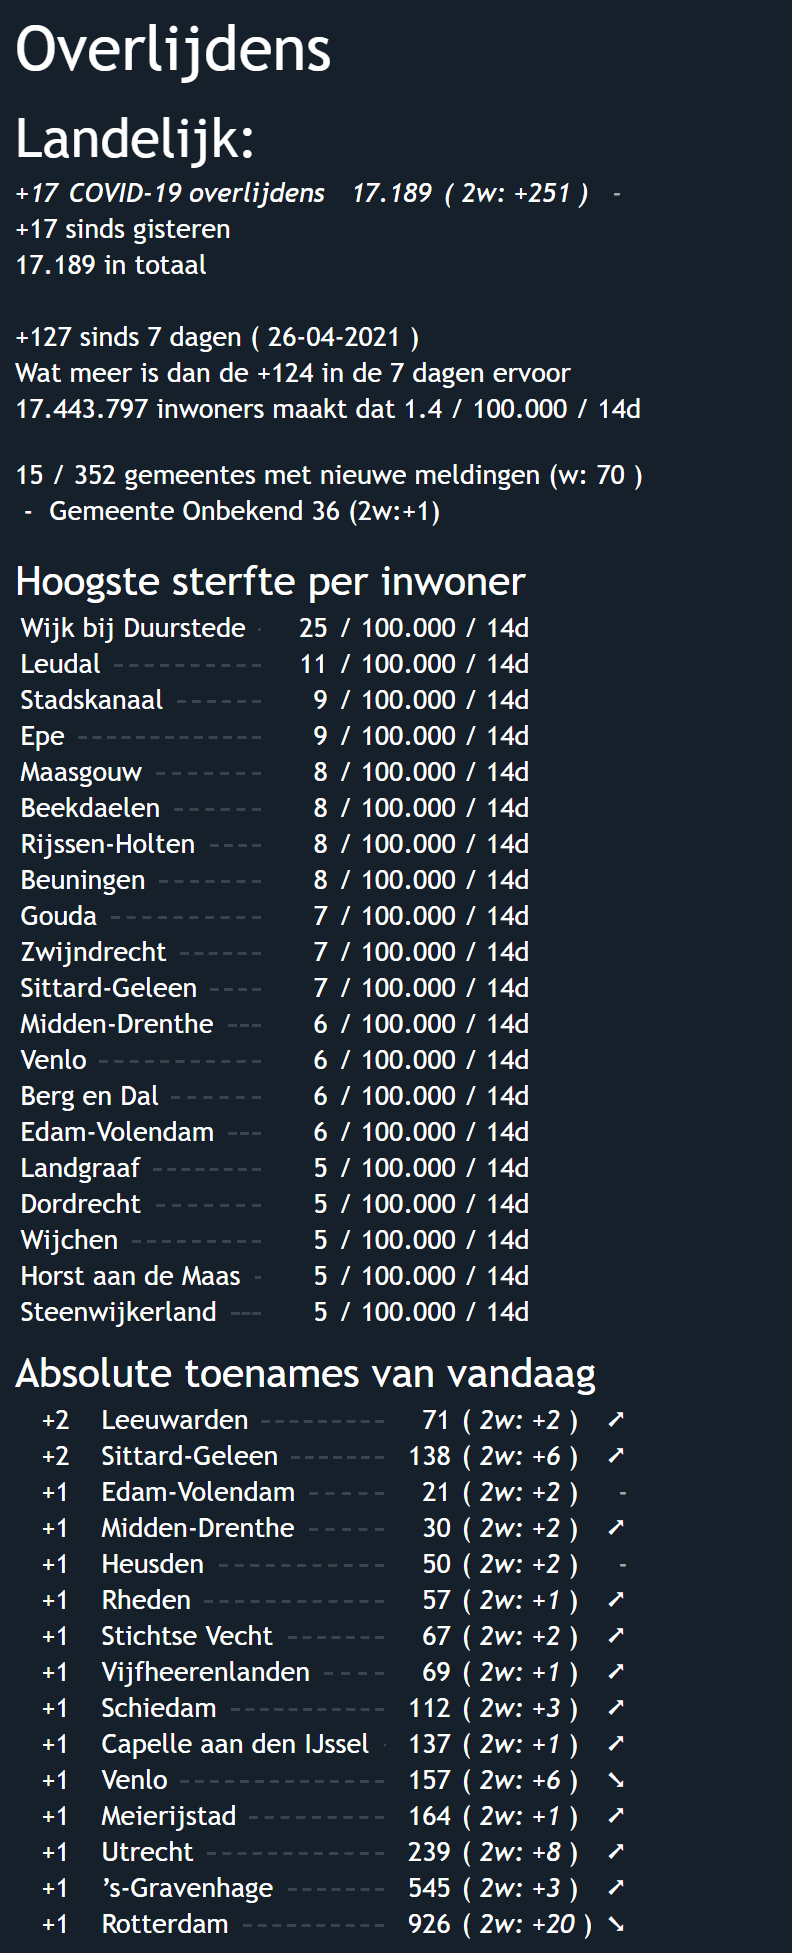 Overlijdens
Landelijk:
+17 COVID-19 overlijdens 17.189 ( 2w: +251 ) -
+17 sinds gisteren
17.189 in totaal
+127 sinds 7 dagen ( 26-04-2021 )
Wat meer is dan de +124 in de 7 dagen ervoor
17.443.797 inwoners maakt dat 1.4 / 100.000 / 14d
15 / 352 gemeentes met nieuwe meldingen (w: 70 )
- Gemeente Onbekend 36 (2w:+1)
Hoogste sterfte per inwoner
Wijk bij Duurstede - 25 / 100.000 / 14d
Leudal ----------- 11 / 100.000 / 14d
Stadskanaal ------ 9 / 100.000 / 14d
Epe ------------- 9 / 100.000 / 14d
Maasgouw ------- 8 / 100.000 / 14d
Beekdaelen ------ 8 / 100.000 / 14d
Rijssen-Holten ---- 8 / 100.000 / 14d
Beuningen ------- 8 / 100.000 / 14d
Gouda ----------- 7 / 100.000 / 14d
Zwijndrecht ------ 7 / 100.000 / 14d
Sittard-Geleen ---- 7 / 100.000 / 14d
Midden-Drenthe --- 6 / 100.000 / 14d
Venlo ------------ 6 / 100.000 / 14d
Berg en Dal ------- 6 / 100.000 / 14d
Edam-Volendam --- 6 / 100.000 / 14d
Landgraaf -------- 5 / 100.000 / 14d
Dordrecht ------- 5 / 100.000 / 14d
Wijchen --------- 5 / 100.000 / 14d
Horst aan de Maas - 5 / 100.000 / 14d
Steenwijkerland --- 5 / 100.000 / 14d
Absolute toenames van vandaag
+2 Leeuwarden --------- 71 ( 2w: +2 ) ➚
+2 Sittard-Geleen ------- 138 ( 2w: +6 ) ➚
+1 Edam-Volendam ----- 21 ( 2w: +2 ) -
+1 Midden-Drenthe ----- 30 ( 2w: +2 ) ➚
+1 Heusden ------------ 50 ( 2w: +2 ) -
+1 Rheden ------------- 57 ( 2w: +1 ) ➚
+1 Stichtse Vecht ------- 67 ( 2w: +2 ) ➚
+1 Vijfheerenlanden ---- 69 ( 2w: +1 ) ➚
+1 Schiedam ----------- 112 ( 2w: +3 ) ➚
+1 Capelle aan den IJssel - 137 ( 2w: +1 ) ➚
+1 Venlo --------------- 157 ( 2w: +6 ) ➘
+1 Meierijstad ---------- 164 ( 2w: +1 ) ➚
+1 Utrecht ------------- 239 ( 2w: +8 ) ➚
+1 ’s-Gravenhage ------- 545 ( 2w: +3 ) ➚
+1 Rotterdam ---------- 926 ( 2w: +20 ) ➘